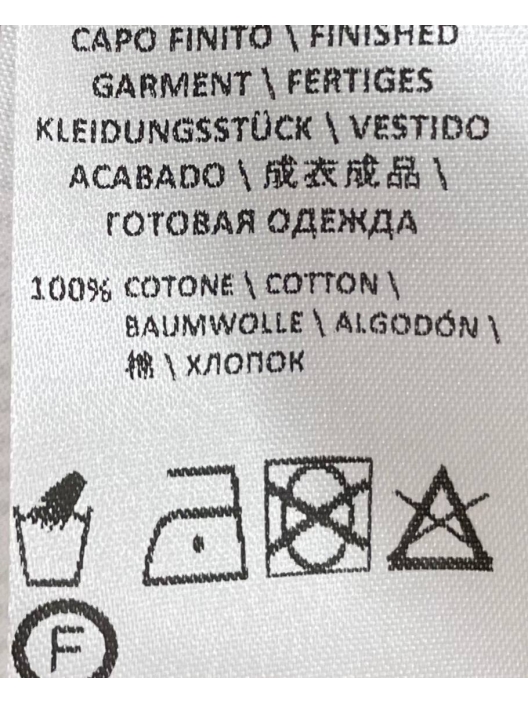 CAPO FINITO \ FINISHED
GARMENT \ FERTIGES
KLEIDUNGSSTÜCK \ VESTIDO
ACABADO \ 成衣成品 \
ГОТОВАЯ ОДЕЖДА
100% COTONE \ COTTON \
BAUMWOLLE \ ALGODÓN \
棉 \ ХЛОПОК
F